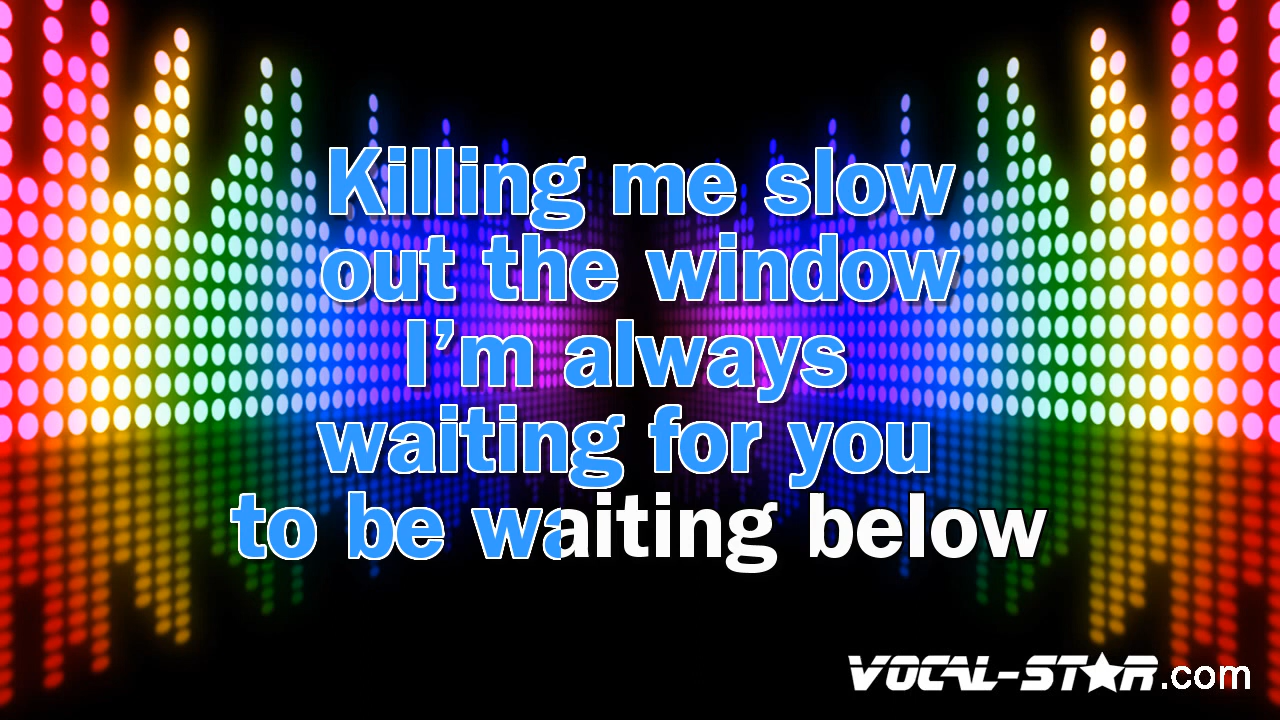 Killing me slow
out the window
I'm always
waiting for you
to be waiting below
VOCAL-STAR.com